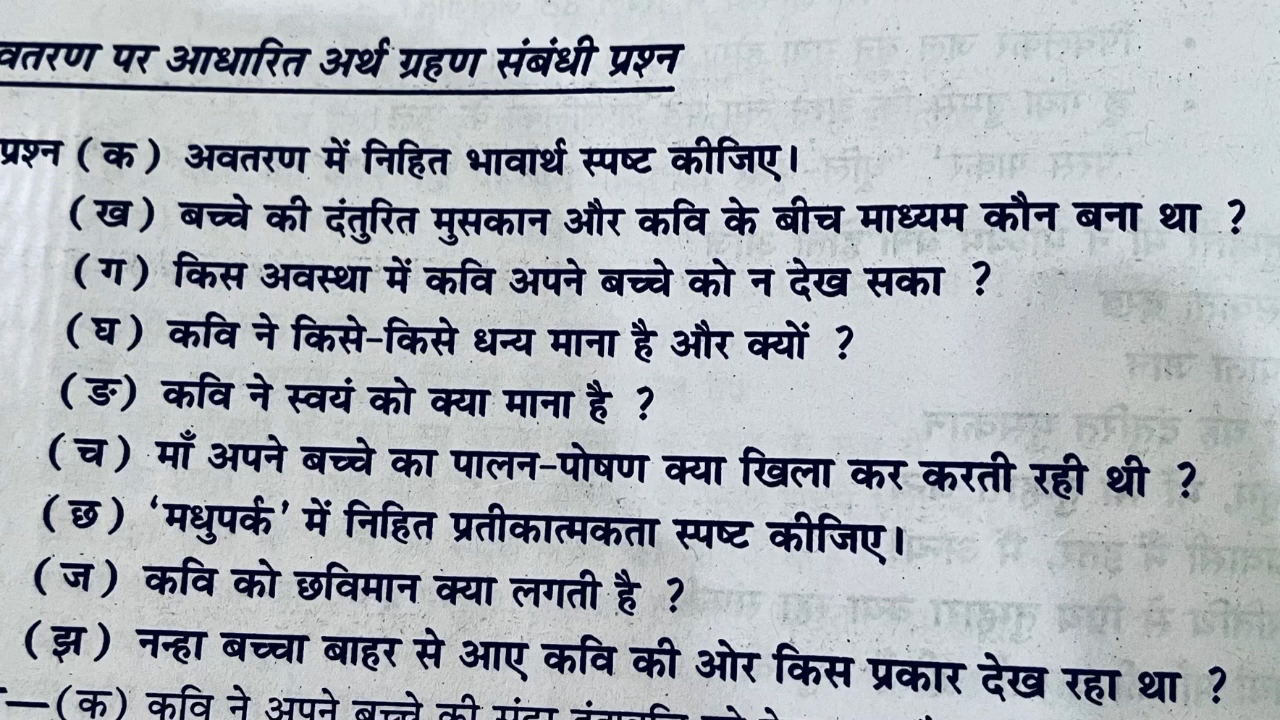 वतरण पर आधारित अर्थ ग्रहण संबंधी प्रश्न
प्रश्न (क) अवतरण में निहित भावार्थ स्पष्ट कीजिए।
(ख) बच्चे की दंतुरित मुसकान और कवि के बीच माध्यम कौन बना था ?
(ग) किस अवस्था में कवि अपने बच्चे को न देख सका ?
(घ) कवि ने किसे-किसे धन्य माना है और क्यों ?
(ङ) कवि ने स्वयं को क्या माना है ?
(च) माँ अपने बच्चे का पालन-पोषण क्या खिला कर करती रही थी ?
(छ) ‘मधुपर्क’ में निहित प्रतीकात्मकता स्पष्ट कीजिए।
(ज) कवि को छविमान क्या लगती है ?
(झ) नन्हा बच्चा बाहर से आए कवि की ओर किस प्रकार देख रहा था ?
—(क) कवि ने अपने बच्चे की